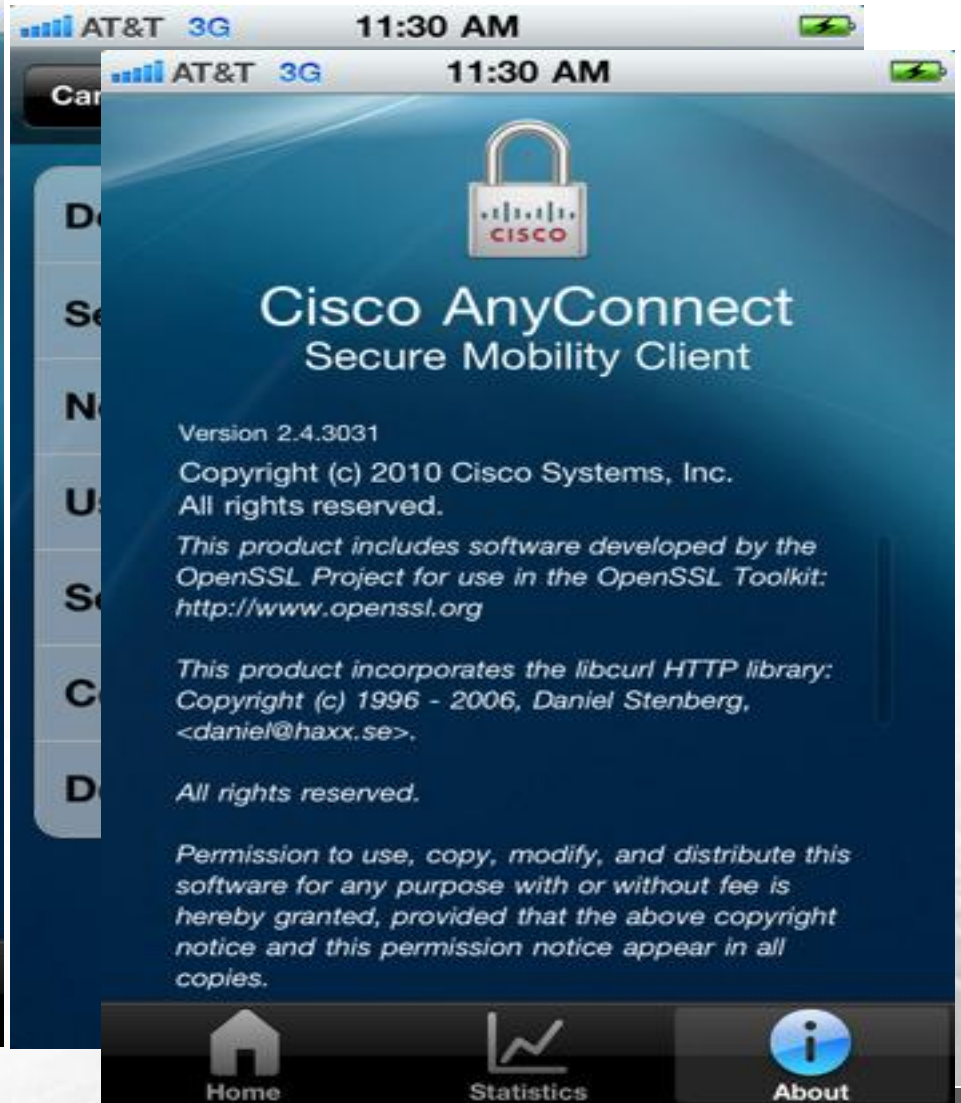 AT&T 3G 11:30 AM
AT&T 3G 11:30 AM
CISCO
Cisco AnyConnect
Secure Mobility Client
Version 2.4.3031
Copyright (c) 2010 Cisco Systems, Inc.
All rights reserved.
This product includes software developed by the
OpenSSL Project for use in the OpenSSL Toolkit:
http://www.openssl.org
This product incorporates the libcurl HTTP library:
Copyright (c) 1996 - 2006, Daniel Stenberg,
<daniel@haxx.se>.
All rights reserved.
Permission to use, copy, modify, and distribute this
software for any purpose with or without fee is
hereby granted, provided that the above copyright
notice and this permission notice appear in all
copies.
Home Statistics About